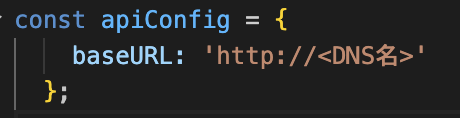 const apiConfig = {
baseURL: 'http://<DNS名>'
};